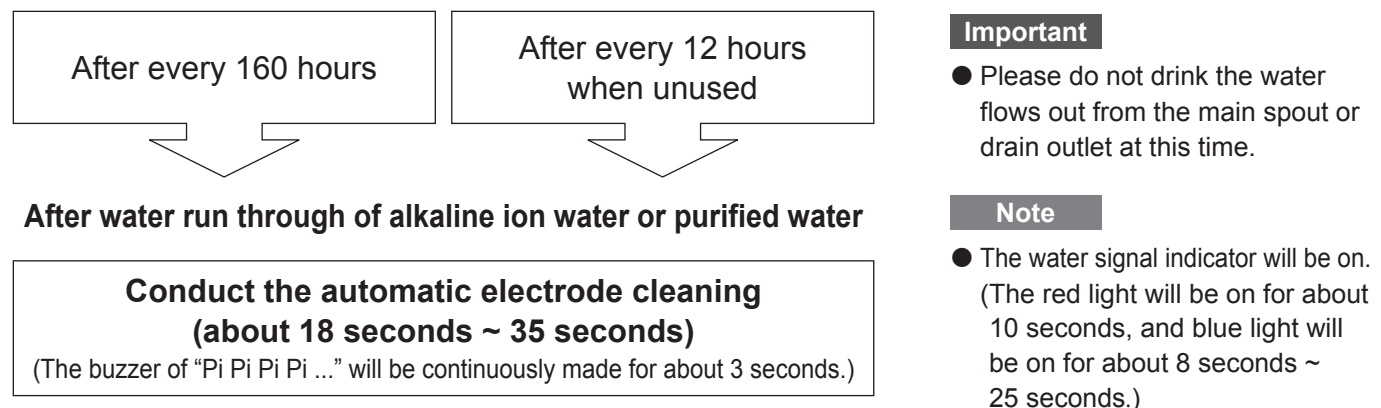 After every 160 hours
After every 12 hours
when unused
After water run through of alkaline ion water or purified water
Conduct the automatic electrode cleaning
(about 18 seconds ~ 35 seconds)
(The buzzer of “Pi Pi Pi Pi ...” will be continuously made for about 3 seconds.)
Important
● Please do not drink the water
flows out from the main spout or
drain outlet at this time.
Note
● The water signal indicator will be on.
(The red light will be on for about
10 seconds, and blue light will
be on for about 8 seconds ~
25 seconds.)